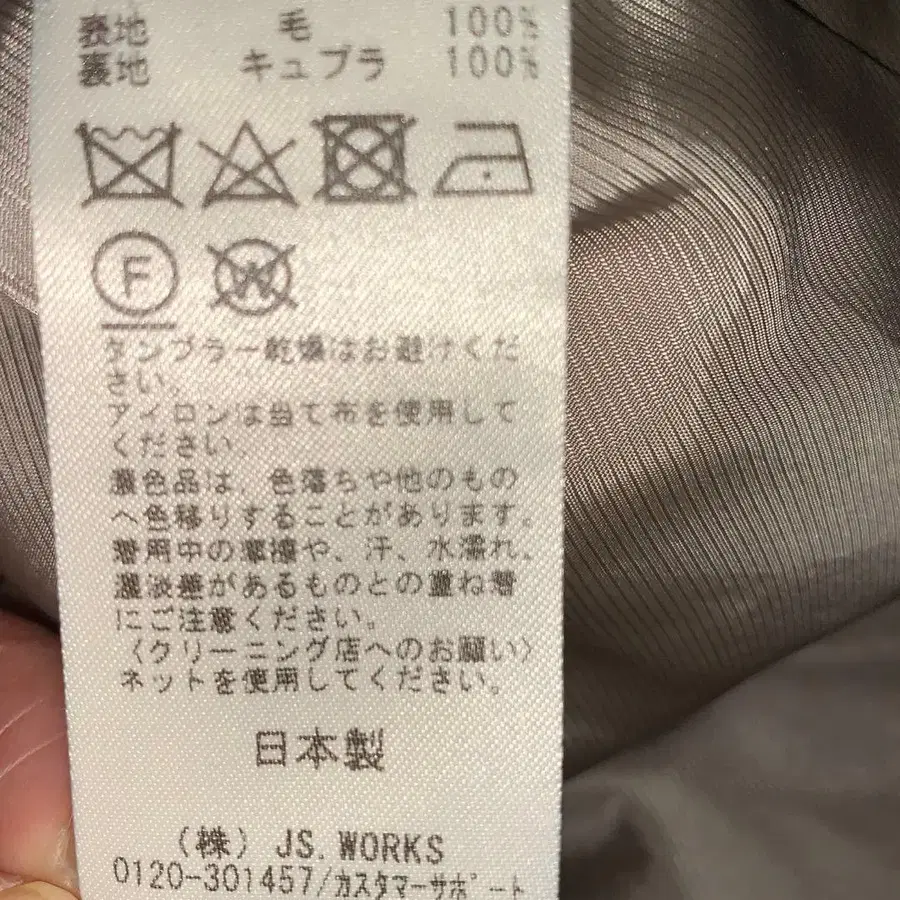 表地 毛 100%
裏地 キュプラ 100%
F W
タンブラー乾燥はお避けくだ
さい。
アイロンは当て布を使用して
ください。
濃色品は、色落ちや他のもの
へ色移りすることがあります。
着用中の摩擦や、汗、水濡れ、
濃淡差があるものとの重ね着
にご注意ください。
〈クリーニング店へのお願い〉
ネットを使用してください。
日本製
(株) JS.WORKS
0120-301457/カスタマーサポート